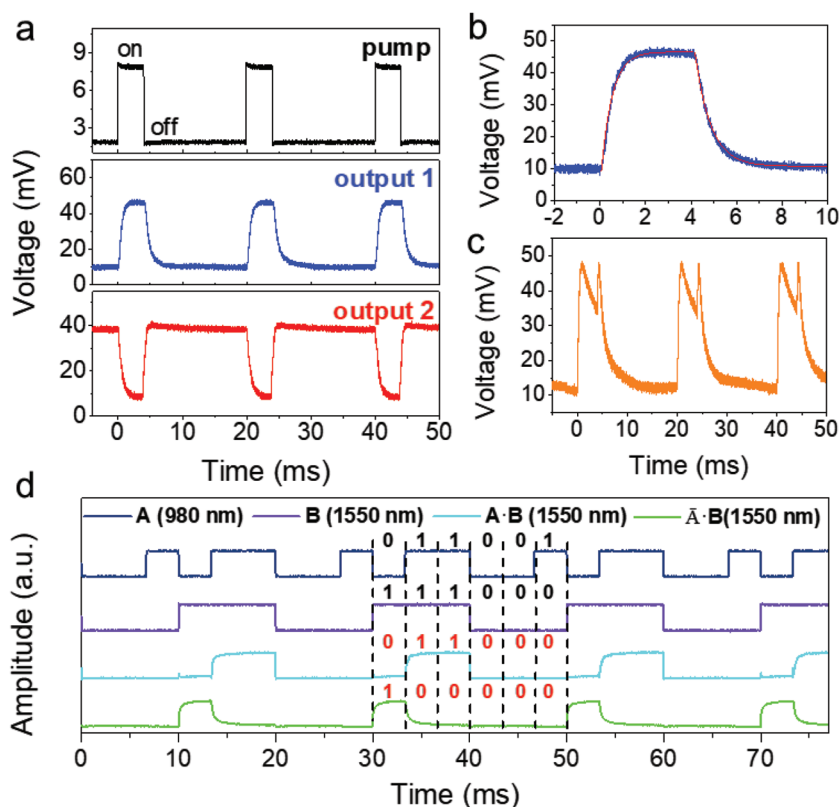 a
on
pump
off
9
6
3
output 1
60
40
20
0
output 2
60
40
20
0
0 10 20 30 40 50
Voltage (mV)
Time (ms)
b
50
40
30
20
10
0
-2 0 2 4 6 8 10
Voltage (mV)
c
50
40
30
20
10
0 10 20 30 40 50
Voltage (mV)
Time (ms)
d
A (980 nm) B (1550 nm) A·B (1550 nm) Ā·B(1550 nm)
0 1 1 0 0 1
1 1 1 0 0 0
0 1 1 0 0 0
1 0 0 0 0 0
Amplitude (a.u.)
0 10 20 30 40 50 60 70
Time (ms)